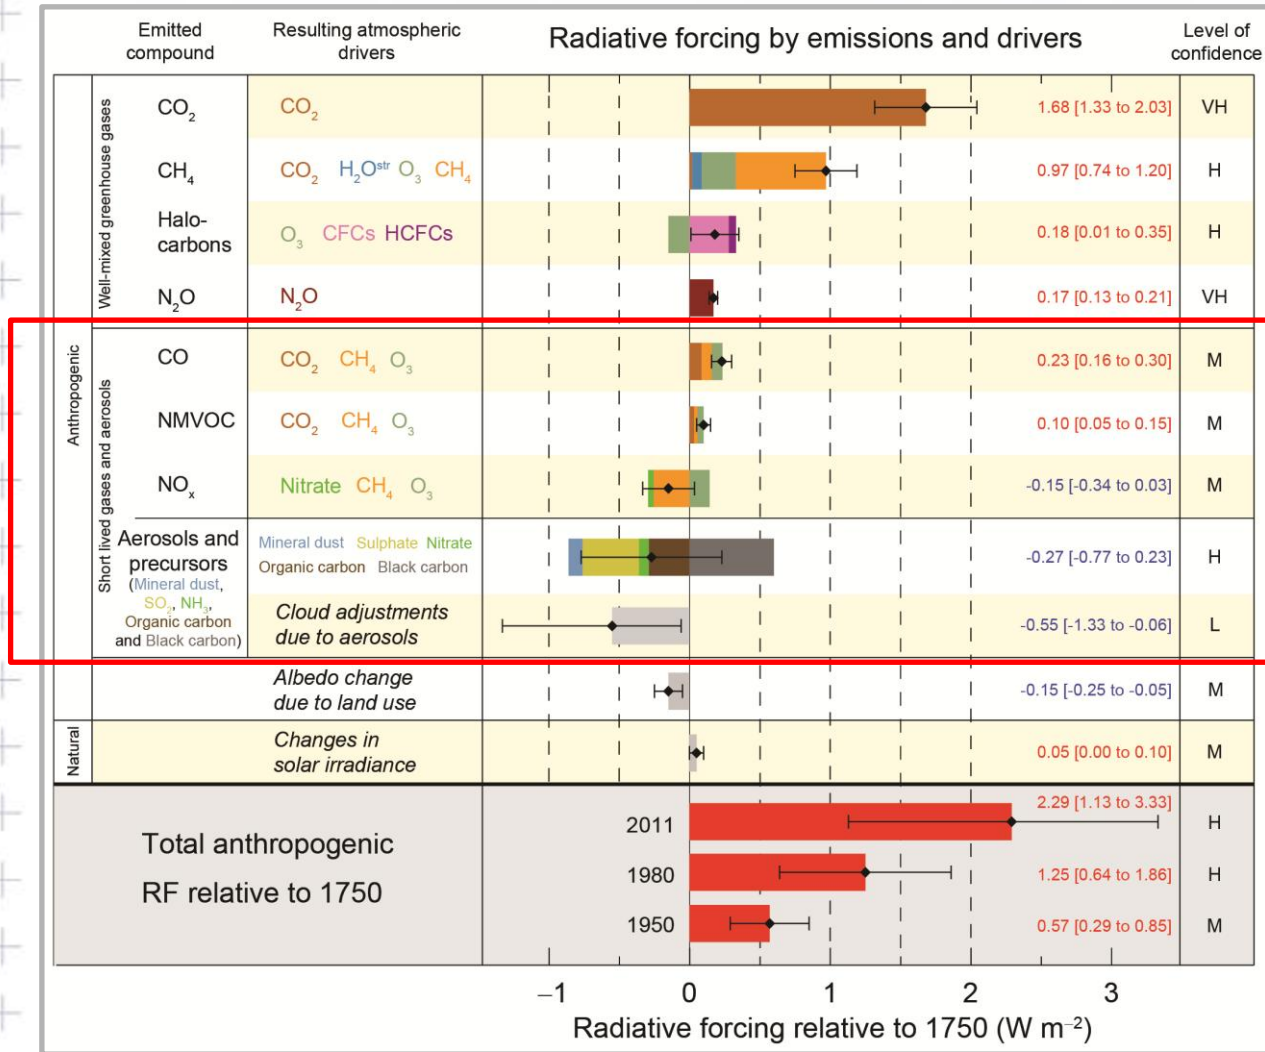 Emitted compound
Resulting atmospheric drivers
Radiative forcing by emissions and drivers
Level of confidence
Anthropogenic
Well-mixed greenhouse gases
CO₂
CO₂
1.68 [1.33 to 2.03]
VH
CH₄
CO₂ H₂Oˢᵗʳ O₃ CH₄
0.97 [0.74 to 1.20]
H
Halo-
carbons
O₃ CFCs HCFCs
0.18 [0.01 to 0.35]
H
N₂O
N₂O
0.17 [0.13 to 0.21]
VH
Short lived gases and aerosols
CO
CO₂ CH₄ O₃
0.23 [0.16 to 0.30]
M
NMVOC
CO₂ CH₄ O₃
0.10 [0.05 to 0.15]
M
NOₓ
Nitrate CH₄ O₃
-0.15 [-0.34 to 0.03]
M
Aerosols and
precursors
(Mineral dust,
SO₂, NH₃,
Organic carbon
and Black carbon)
Mineral dust Sulphate Nitrate
Organic carbon Black carbon
-0.27 [-0.77 to 0.23]
H
Cloud adjustments
due to aerosols
-0.55 [-1.33 to -0.06]
L
Albedo change
due to land use
-0.15 [-0.25 to -0.05]
M
Natural
Changes in
solar irradiance
0.05 [0.00 to 0.10]
M
Total anthropogenic
RF relative to 1750
2011
2.29 [1.13 to 3.33]
H
1980
1.25 [0.64 to 1.86]
H
1950
0.57 [0.29 to 0.85]
M
−1 0 1 2 3
Radiative forcing relative to 1750 (W m⁻²)